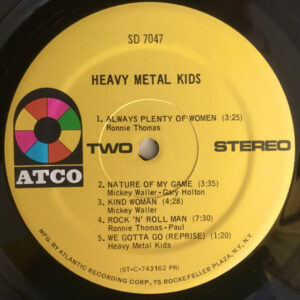 SD 7047
HEAVY METAL KIDS
1. ALWAYS PLENTY OF WOMEN (3:25)
Ronnie Thomas
TWO STEREO
ATCO
2. NATURE OF MY GAME (3:35)
Mickey Waller-Gary Holton
3. KIND WOMAN (4:28)
Mickey Waller
4. ROCK 'N' ROLL MAN (7:30)
Ronnie Thomas-Paul
5. WE GOTTA GO (REPRISE) (1:20)
Heavy Metal Kids
(ST-C-743162 PR)
MFG. BY ATLANTIC RECORDING CORP., 75 ROCKEFELLER PLAZA, N.Y., N.Y.